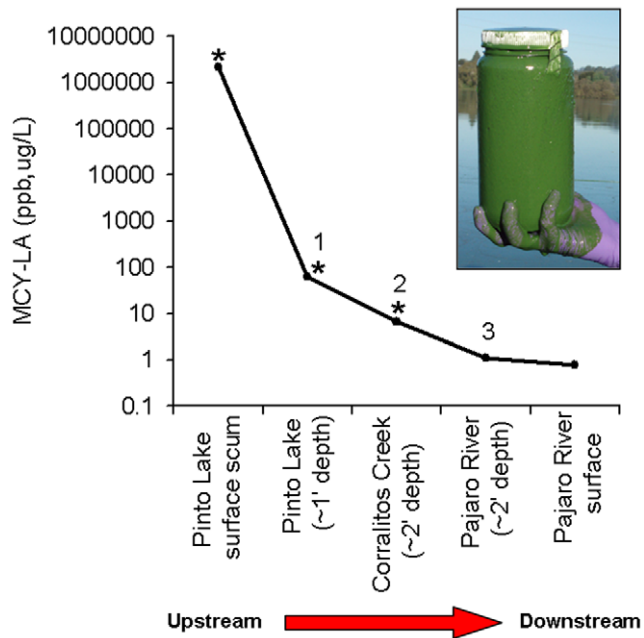 MCY-LA (ppb,ug/L)
10000000
1000000
100000
10000
1000
100
10
1
0.1
*
1
*
2
*
3
Pinto Lake
surface scum
Pinto Lake
(~1' depth)
Corralitos Creek
(~2' depth)
Pajaro River
(~2' depth)
Pajaro River
surface
Upstream
Downstream